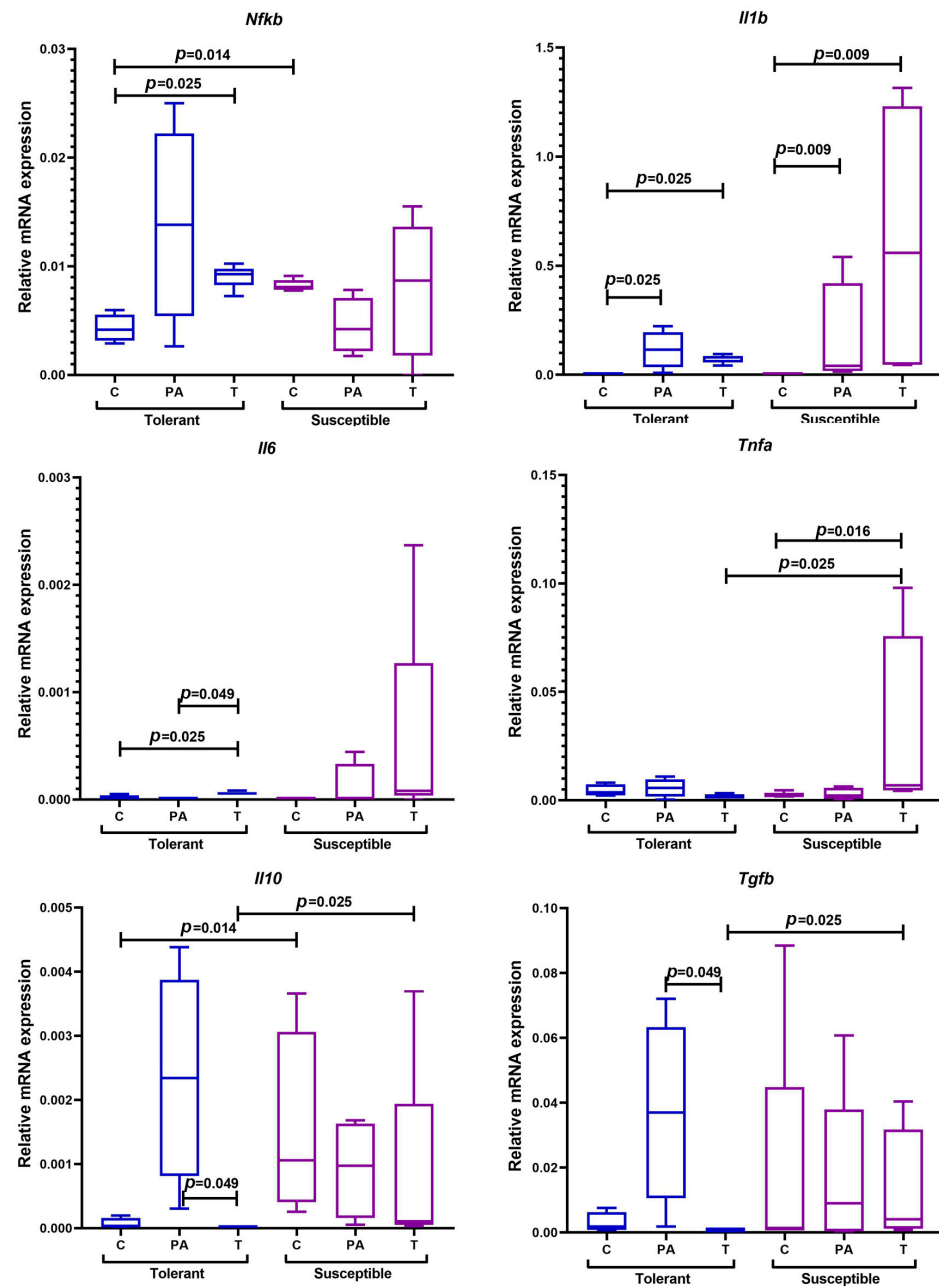 Nfkb
Relative mRNA expression
0.03
0.02
0.01
0.00
p=0.014
p=0.025
C PA T C PA T
Tolerant Susceptible
Il1b
Relative mRNA expression
1.5
1.0
0.5
0.0
p=0.009
p=0.009
p=0.025
p=0.025
C PA T C PA T
Tolerant Susceptible
Il6
Relative mRNA expression
0.003
0.002
0.001
0.000
p=0.049
p=0.025
C PA T C PA T
Tolerant Susceptible
Tnfa
Relative mRNA expression
0.15
0.10
0.05
0.00
p=0.016
p=0.025
C PA T C PA T
Tolerant Susceptible
Il10
Relative mRNA expression
0.005
0.004
0.003
0.002
0.001
0.000
p=0.025
p=0.014
p=0.049
C PA T C PA T
Tolerant Susceptible
Tgfb
Relative mRNA expression
0.10
0.08
0.06
0.04
0.02
0.00
p=0.025
p=0.049
C PA T C PA T
Tolerant Susceptible